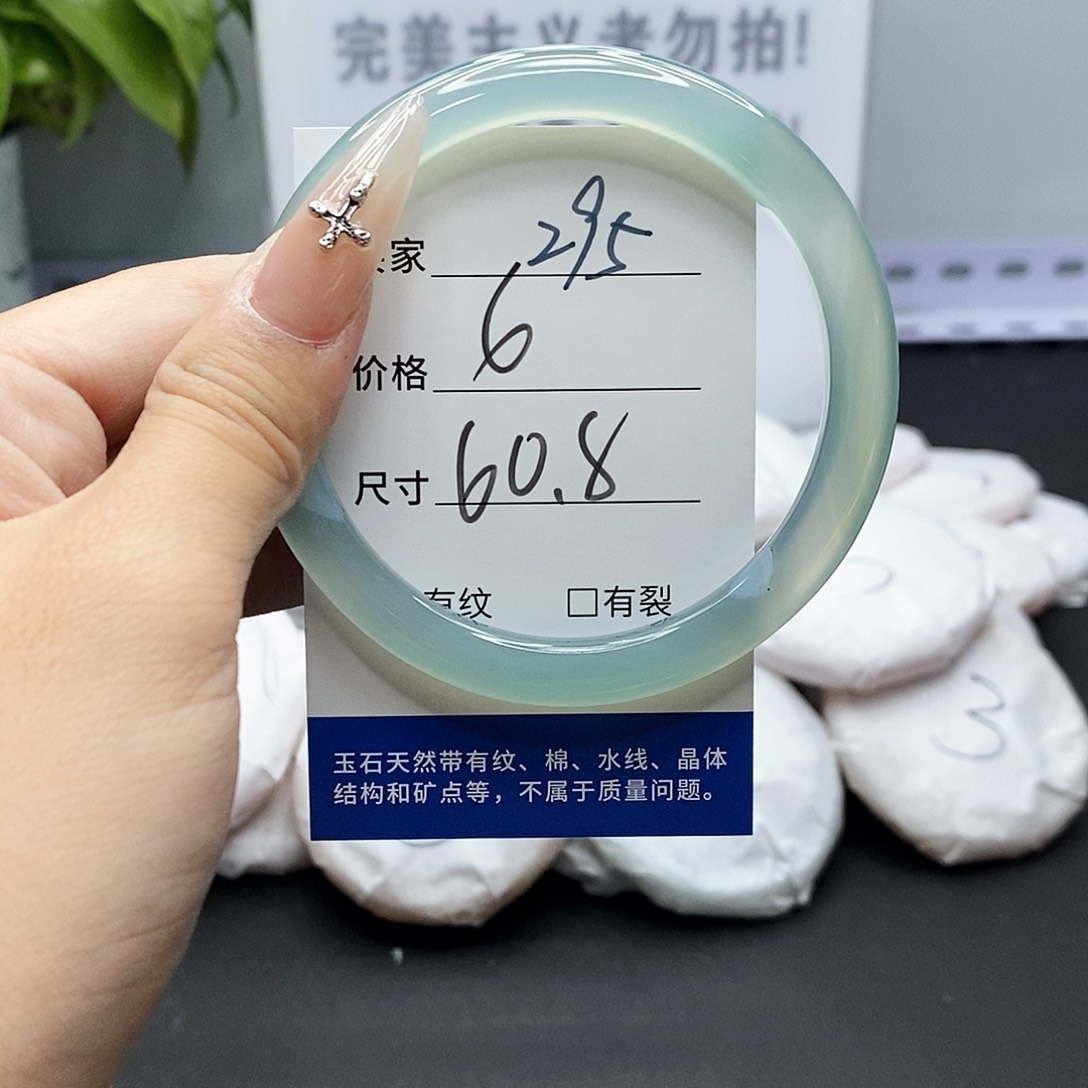 完美主义者勿拍!
家 295
价格 6
尺寸 60.8
有纹 □有裂
玉石天然带有纹、棉、水线、晶体
结构和矿点等，不属于质量问题。
3